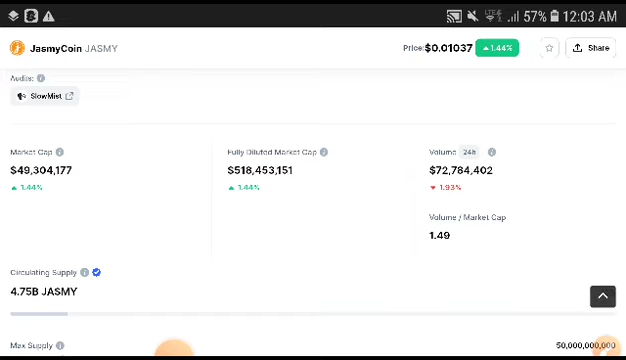 57% 12:03 AM
JasmyCoin JASMY Price:$0.01037 ▲ 1.44% Share
Audits:
SlowMist
Market Cap Fully Diluted Market Cap Volume 24h
$49,304,177 $518,453,151 $72,784,402
▲ 1.44% ▲ 1.44% ▼ 1.93%
Volume / Market Cap
1.49
Circulating Supply
4.75B JASMY
Max Supply 50,000,000,000